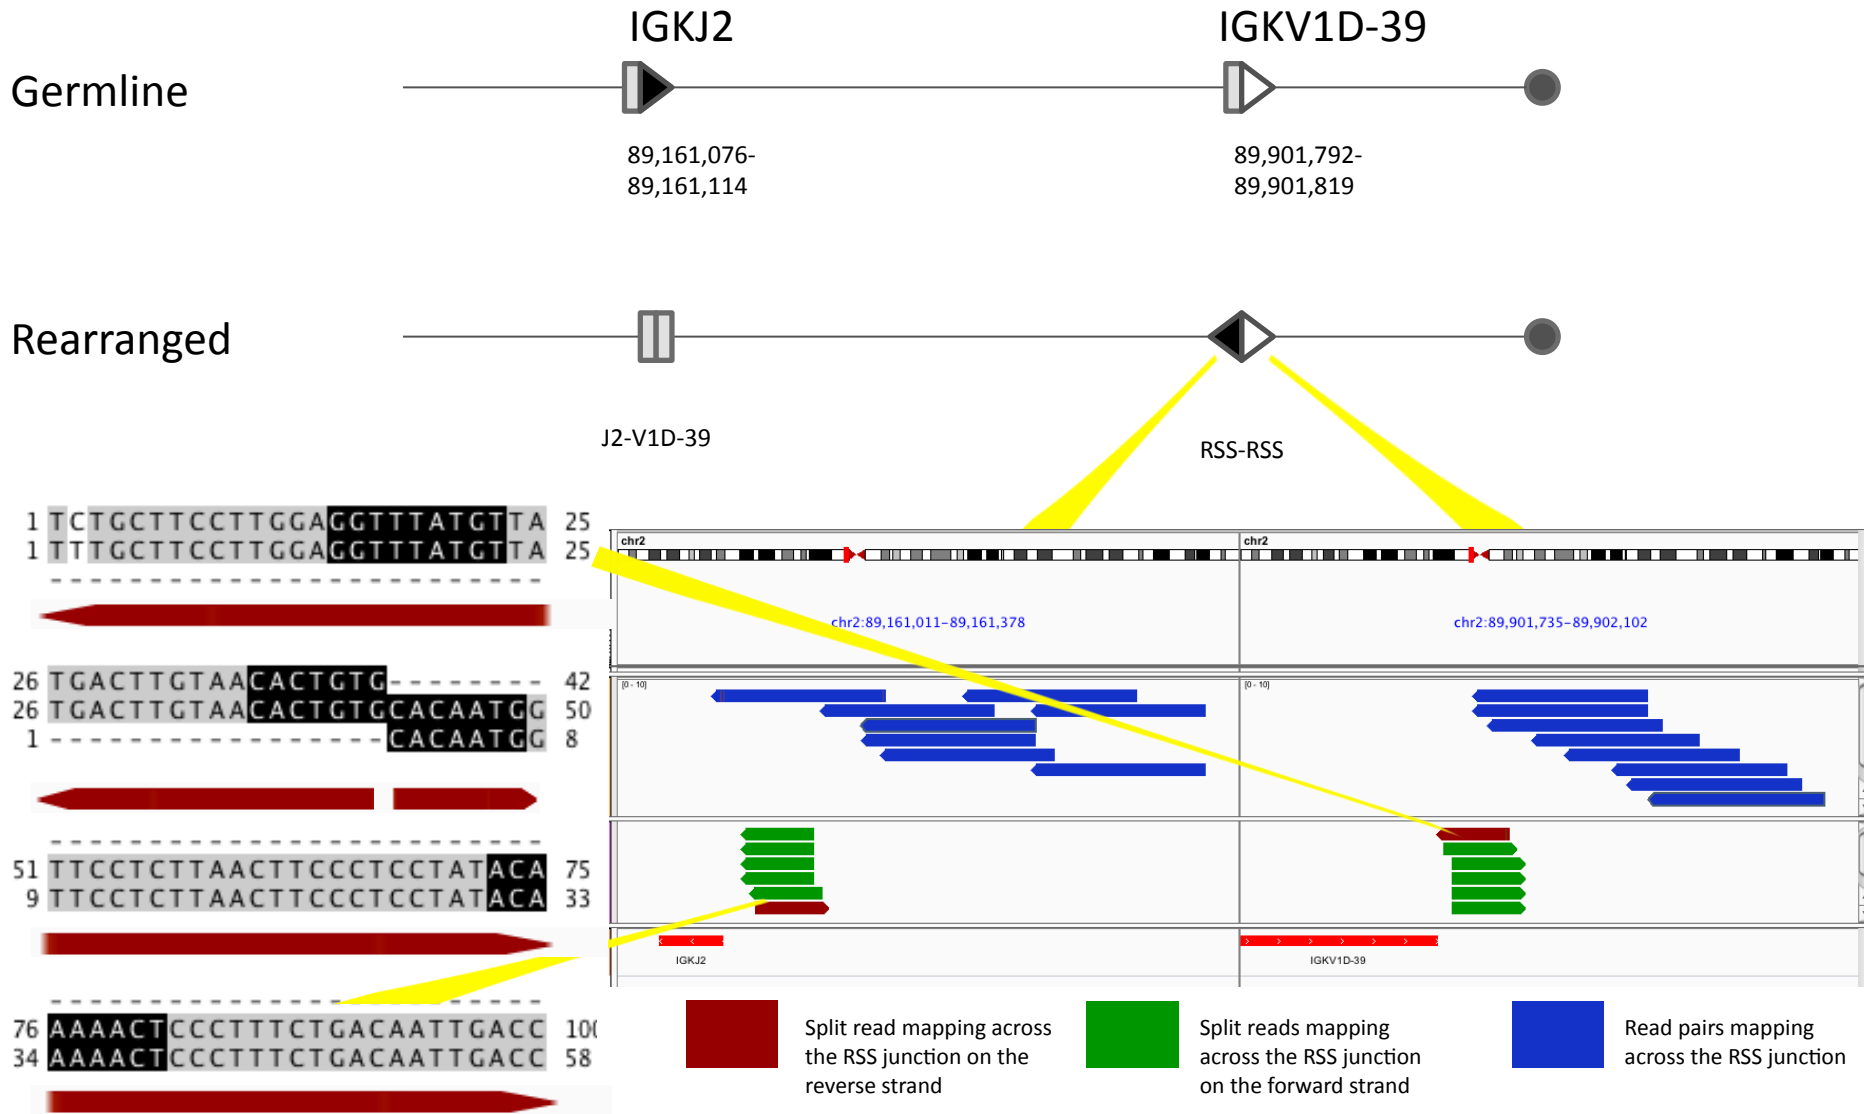 IGKJ2
IGKV1D-39
Germline
89,161,076-
89,161,114
89,901,792-
89,901,819
Rearranged
J2-V1D-39
RSS-RSS
1 TCTGCTTCCTTGGAGGTTTATGTTA 25
1 TTTGCTTCCTTGGAGGTTTATGTTA 25
-------------------------
26 TGACTTGTAACACTGTG-------- 42
26 TGACTTGTAACACTGTGCACAATGG 50
1 -----------------CACAATGG 8
-------------------------
51 TTCCTCTTAACTTCCCTCCTATACA 75
9 TTCCTCTTAACTTCCCTCCTATACA 33
-------------------------
76 AAAACTCCCTTTCTGACAATTGACC 100
34 AAAACTCCCTTTCTGACAATTGACC 58
chr2
chr2
chr2:89,161,011-89,161,378
chr2:89,901,735-89,902,102
[0 - 10]
[0 - 10]
IGKJ2
IGKV1D-39
Split read mapping across
the RSS junction on the
reverse strand
Split reads mapping
across the RSS junction
on the forward strand
Read pairs mapping
across the RSS junction